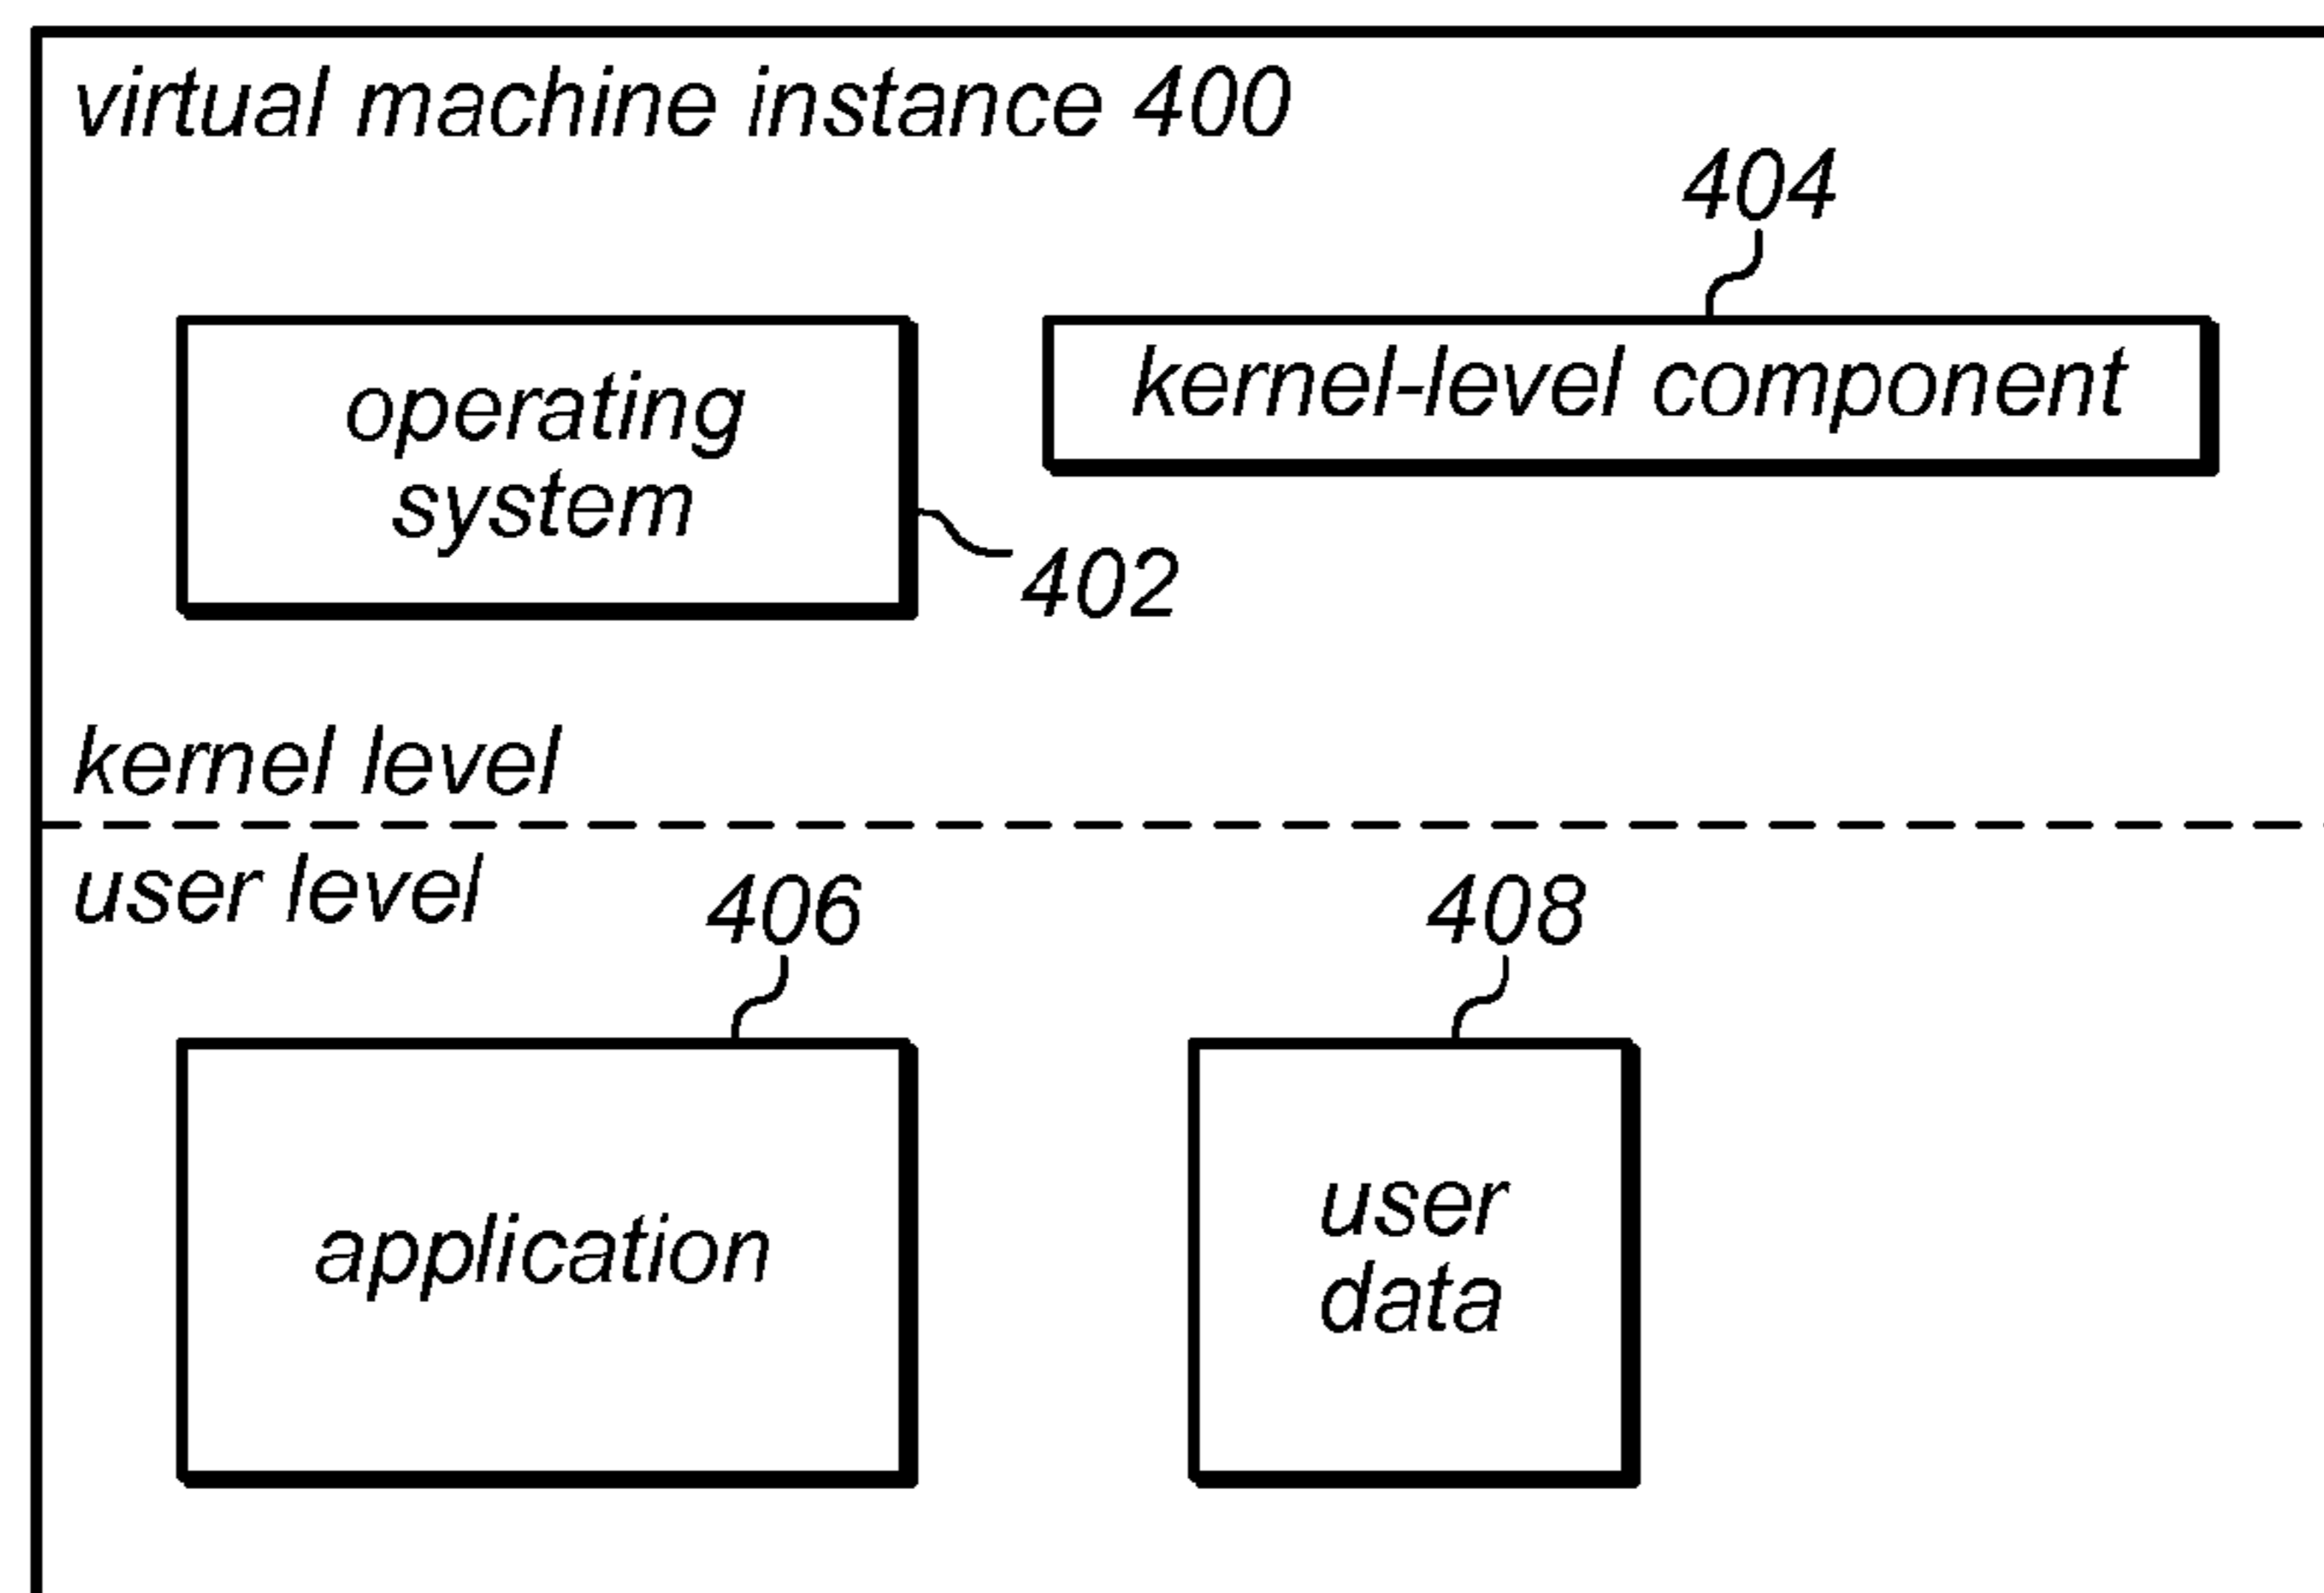 virtual machine instance 400
404
operating
system
kernel-level component
402
kernel level
user level
406
408
application
user
data